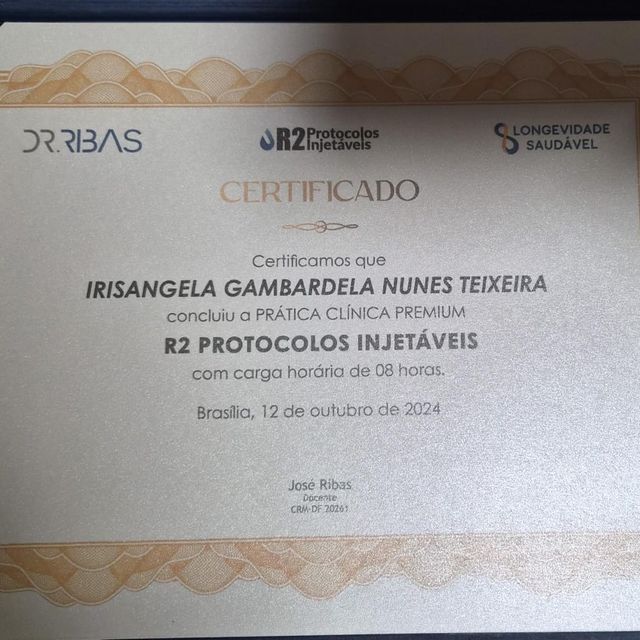 DR.RIBAS
R2 Protocolos Injetáveis
LONGEVIDADE SAUDÁVEL
CERTIFICADO
Certificamos que
IRISANGELA GAMBARDELA NUNES TEIXEIRA
concluiu a PRÁTICA CLÍNICA PREMIUM
R2 PROTOCOLOS INJETÁVEIS
com carga horária de 08 horas.
Brasília, 12 de outubro de 2024
José Ribas
Docente
CRM-DF 20261